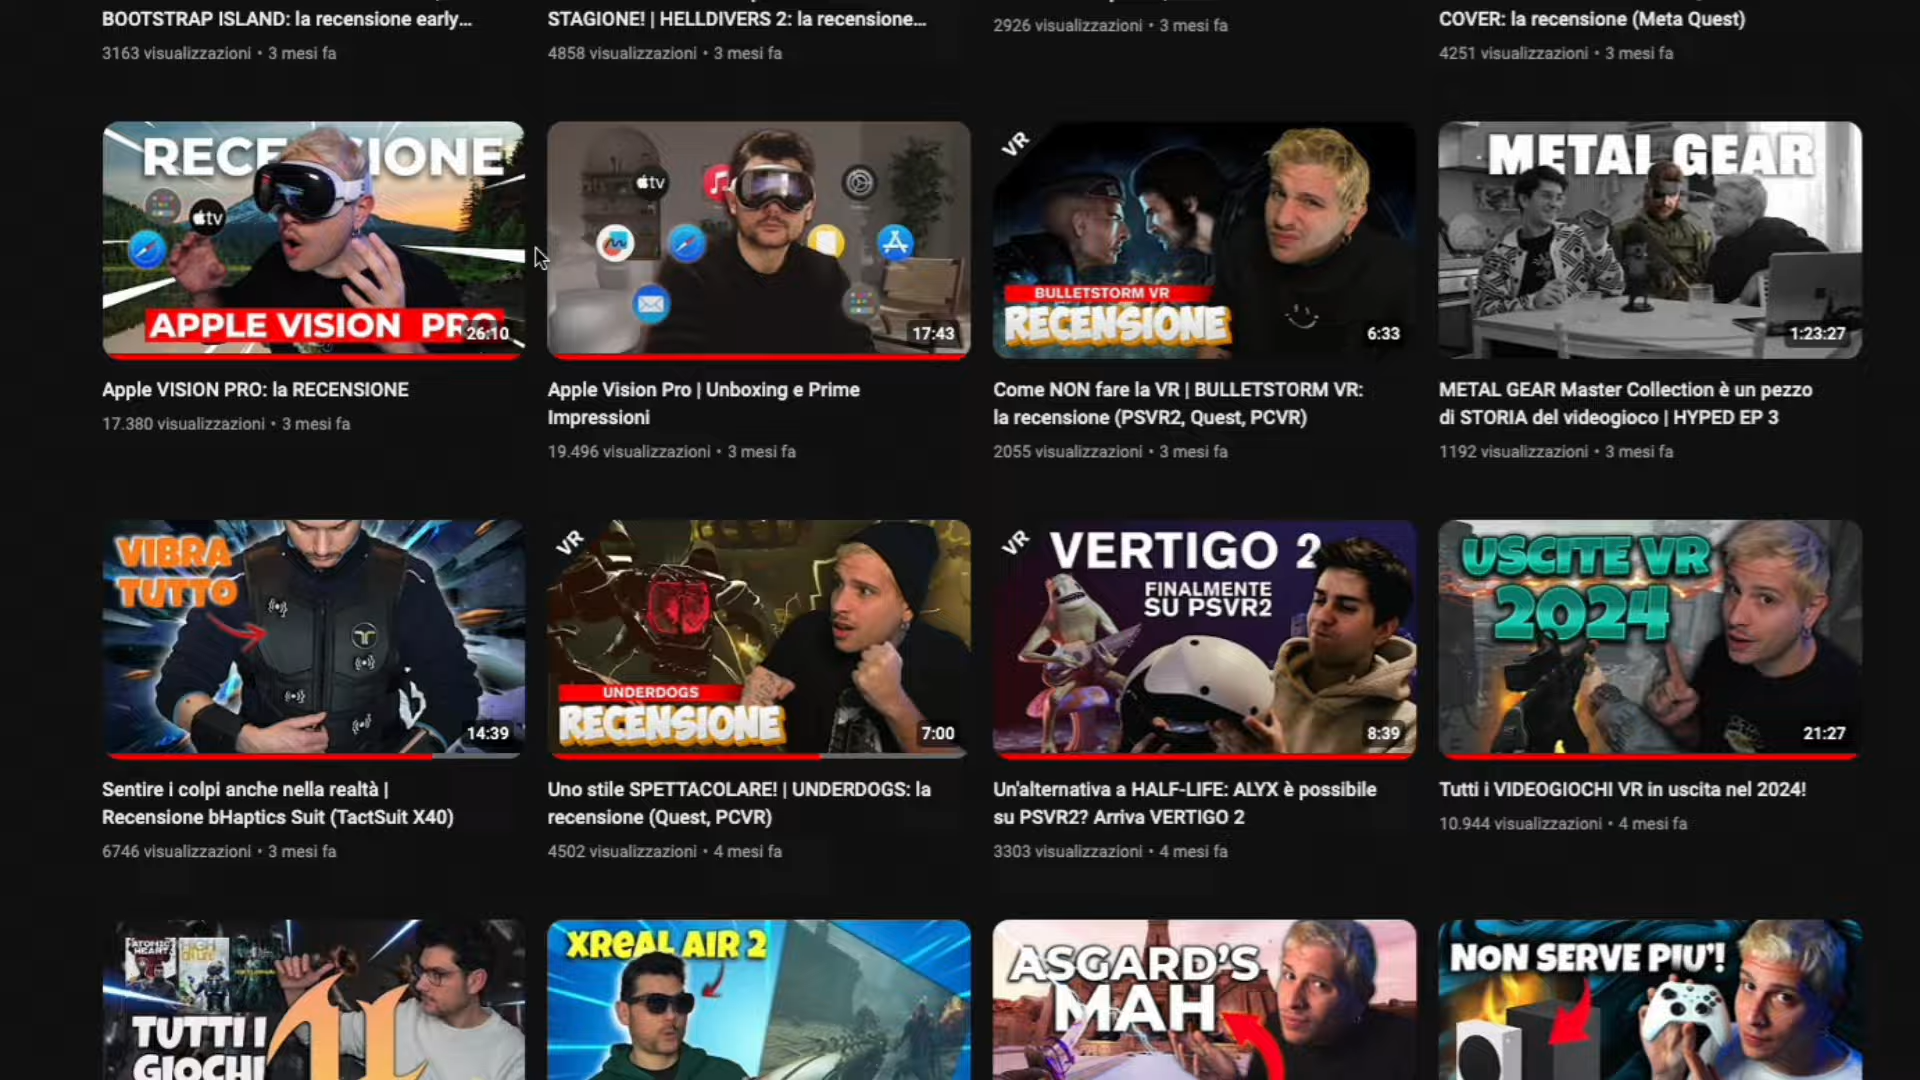 BOOTSTRAP ISLAND: la recensione early...
3163 visualizzazioni • 3 mesi fa
STAGIONE! | HELLDIVERS 2: la recensione...
4858 visualizzazioni • 3 mesi fa
2926 visualizzazioni • 3 mesi fa
COVER: la recensione (Meta Quest)
4251 visualizzazioni • 3 mesi fa
tv
APPLE VISION PRO
26:10
Apple VISION PRO: la RECENSIONE
17.380 visualizzazioni • 3 mesi fa
tv
17:43
Apple Vision Pro | Unboxing e Prime
Impressioni
19.496 visualizzazioni • 3 mesi fa
VR
BULLETSTORM VR
RECENSIONE
6:33
Come NON fare la VR | BULLETSTORM VR:
la recensione (PSVR2, Quest, PCVR)
2055 visualizzazioni • 3 mesi fa
METAL GEAR
1:23:27
METAL GEAR Master Collection è un pezzo
di STORIA del videogioco | HYPED EP 3
1192 visualizzazioni • 3 mesi fa
VIBRA
TUTTO
14:39
Sentire i colpi anche nella realtà |
Recensione bHaptics Suit (TactSuit X40)
6746 visualizzazioni • 3 mesi fa
VR
UNDERDOGS
RECENSIONE
7:00
Uno stile SPETTACOLARE! | UNDERDOGS: la
recensione (Quest, PCVR)
4502 visualizzazioni • 4 mesi fa
VR
VERTIGO 2
FINALMENTE
SU PSVR2
8:39
Un'alternativa a HALF-LIFE: ALYX è possibile
su PSVR2? Arriva VERTIGO 2
3303 visualizzazioni • 4 mesi fa
USCITE VR
2024
21:27
Tutti i VIDEOGIOCHI VR in uscita nel 2024!
10.944 visualizzazioni • 4 mesi fa
ATOMIC
HEART
TUTTI I
GIOCHI
XREAL AIR 2
ASGARD'S
MAH
NON SERVE PIU'!